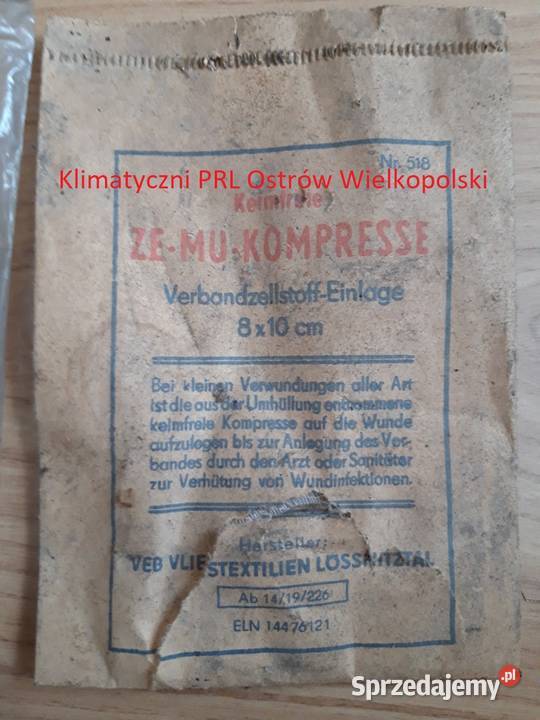 Nr. 518
Klimatyczni PRL Ostrów Wielkopolski
Keimfreie
ZE-MU-KOMPRESSE
Verbandzellstoff-Einlage
8 x 10 cm
Bei kleinen Verwundungen aller Art
ist die aus der Umhüllung entnommene
keimfreie Kompresse auf die Wunde
aufzulegen bis zur Anlegung des Ver-
bandes durch den Arzt oder Sanitäter
zur Verhütung von Wundinfektionen.
Hersteller:
VEB VLIESTEXTILIEN LÖSSNITZTAL
Ab 14/19/226
ELN 14476121
Sprzedajemy.pl